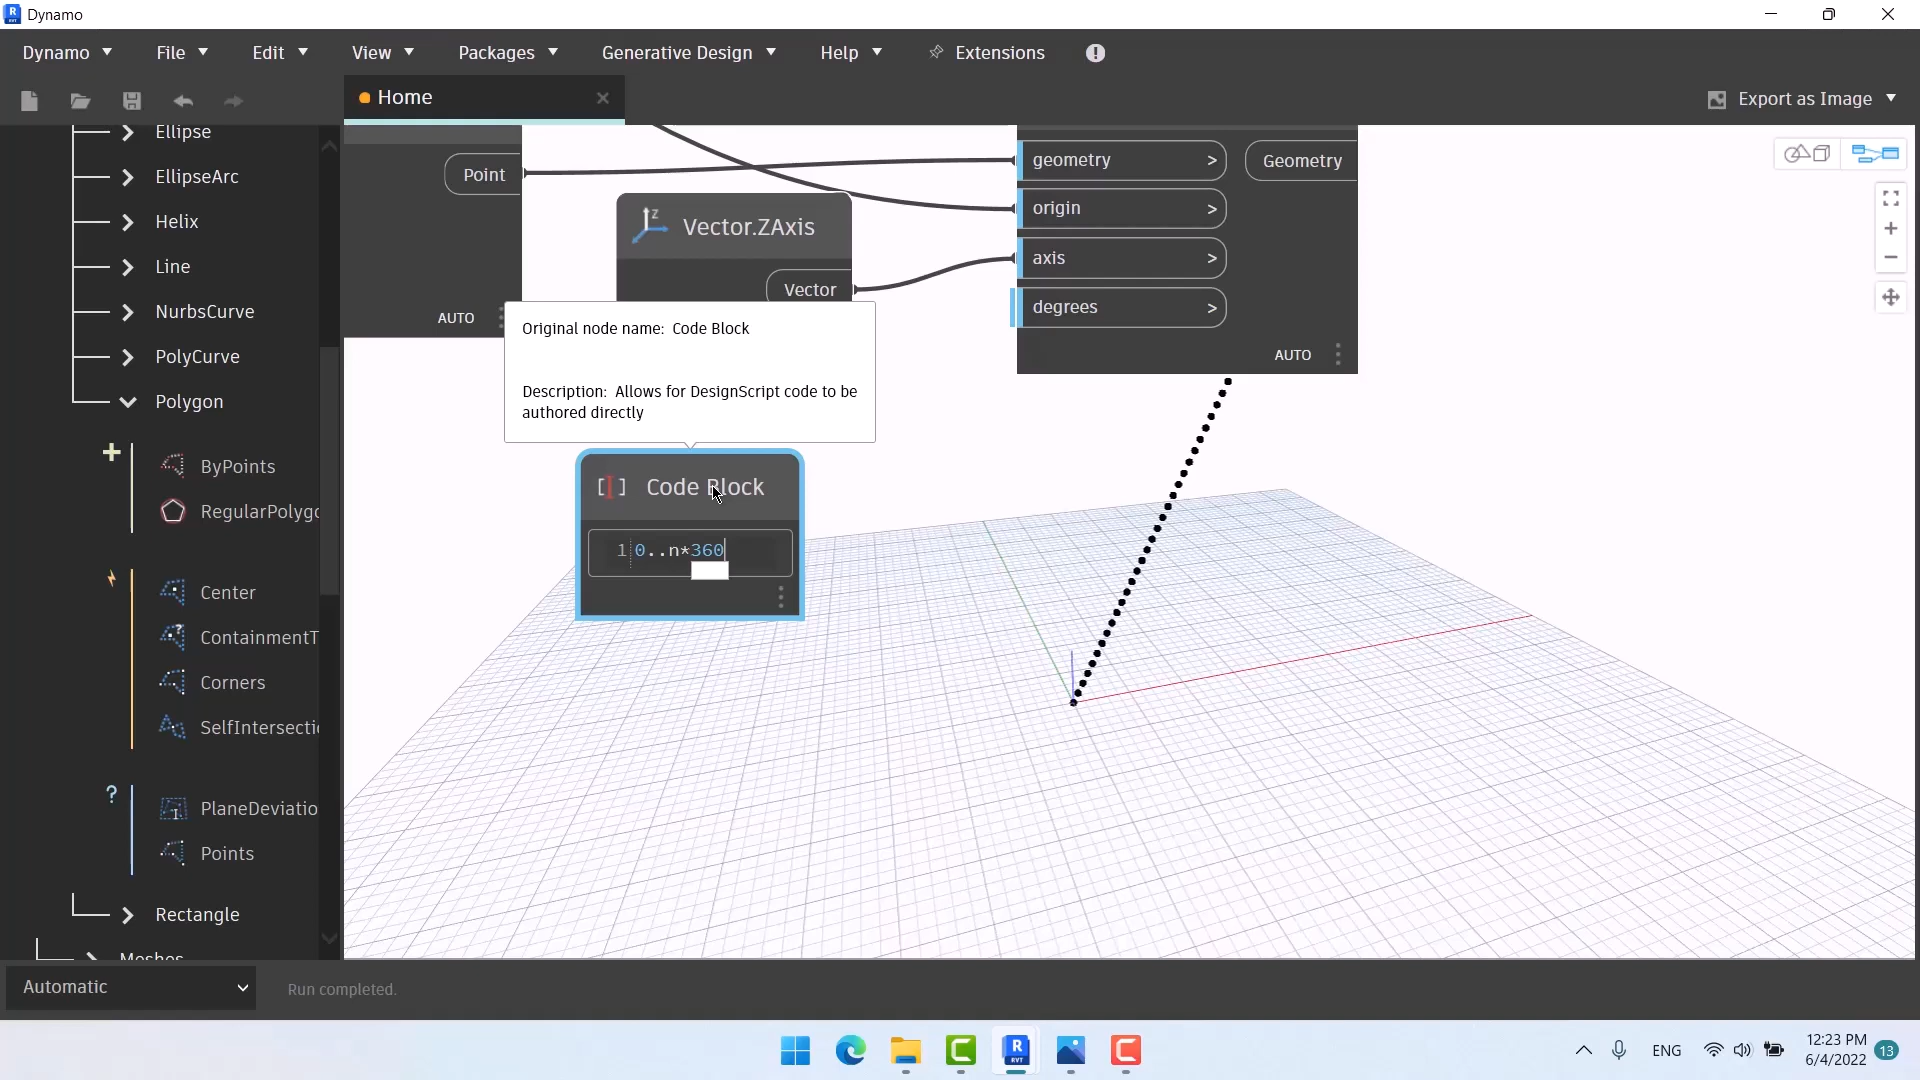 Dynamo
Dynamo File Edit View Packages Generative Design Help Extensions
Home
Export as Image
Ellipse
EllipseArc
Helix
Line
NurbsCurve
PolyCurve
Polygon
ByPoints
RegularPolygo
Center
ContainmentT
Corners
SelfIntersecti
PlaneDeviatio
Points
Rectangle
Meshes
Point
AUTO
Vector.ZAxis
Vector
geometry >
origin >
axis >
degrees >
Geometry
AUTO
Original node name: Code Block
Description: Allows for DesignScript code to be
authored directly
Code Block
1 0..n*360
Automatic
Run completed.
ENG
12:23 PM
6/4/2022
13